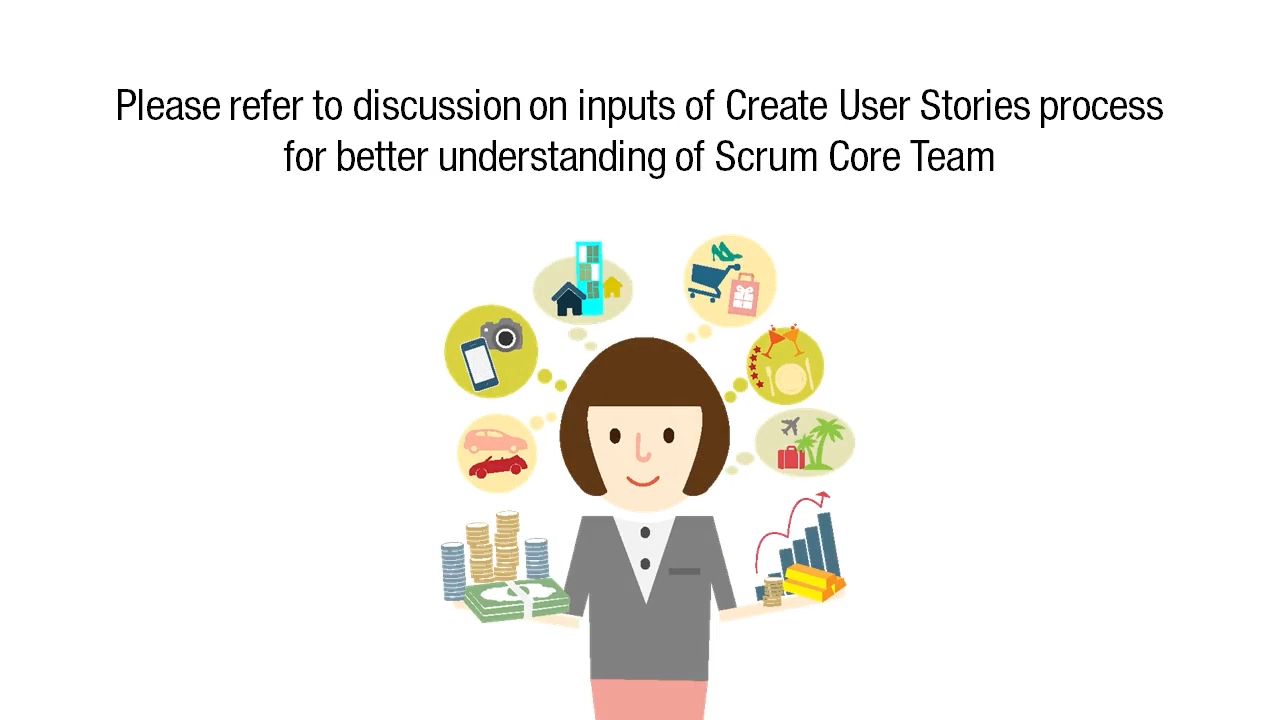 Please refer to discussion on inputs of Create User Stories process
for better understanding of Scrum Core Team